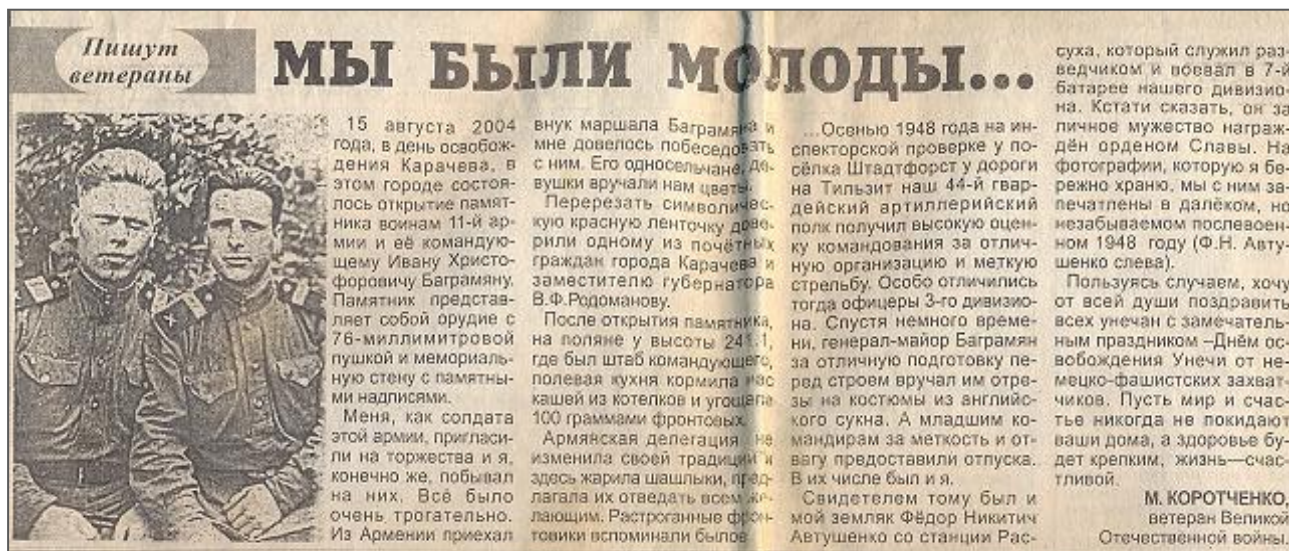 Пишут
ветераны
МЫ БЫЛИ МОЛОДЫ...
15 августа 2004
года, в день освобож-
дения Карачева, в
этом городе состоя-
лось открытие памят-
ника воинам 11-й ар-
мии и её командую-
щему Ивану Христо-
форовичу Баграмяну.
Памятник представ-
ляет собой орудие с
76-миллимитровой
пушкой и мемориаль-
ную стену с памятны-
ми надписями.
Меня, как солдата
этой армии, пригласи-
ли на торжества и я,
конечно же, побывал
на них. Всё было
очень трогательно.
Из Армении приехал
внук маршала Баграмяна и
мне довелось побеседовать
с ним. Его односельчане, де-
вушки вручали нам цветы.
Перерезать символичес-
кую красную ленточку дове-
рили одному из почётных
граждан города Карачева и
заместителю губернатора
В.Ф.Родоманову.
После открытия памятника,
на поляне у высоты
где был штаб командующего,
полевая кухня кормила нас
кашей из котелков и угощала
100 граммами фронтовых.
Армянская делегация не
изменила своей традиции и
здесь жарила шашлыки, пред-
лагала их отведать всем же-
лающим. Растроганные фрон-
товики вспоминали былое.
...Осенью 1948 года на ин-
спекторской проверке у по-
сёлка Штадтфорст у дороги
на Тильзит наш 44-й гвар-
дейский артиллерийский
полк получил высокую оцен-
ку командования за отлич-
ную организацию и меткую
стрельбу. Особо отличились
тогда офицеры 3-го дивизио-
на. Спустя немного време-
ни, генерал-майор Баграмян
за отличную подготовку пе-
ред строем вручал им отре-
зы на костюмы из английс-
кого сукна. А младшим ко-
мандирам за меткость и от-
вагу предоставили отпуска.
В их числе был и я.
Свидетелем тому был и
мой земляк Фёдор Никитич
Автушенко со станции Рас-
суха, который служил раз-
ведчиком и воевал в 7-й
батарее нашего дивизио-
на. Кстати сказать, он за
личное мужество награж-
дён орденом Славы. На
фотографии, которую я бе-
режно храню, мы с ним за-
печатлены в далёком, но
незабываемом послевоен-
ном 1948 году (Ф.Н. Авту-
шенко слева).
Пользуясь случаем, хочу
от всей души поздравить
всех унечан с замечатель-
ным праздником –Днём ос-
вобождения Унечи от не-
мецко-фашистских захват-
чиков. Пусть мир и счас-
тье никогда не покидают
ваши дома, а здоровье бу-
дет крепким, жизнь—счас-
тливой.
М. КОРОТЧЕНКО,
ветеран Великой
Отечественной войны.